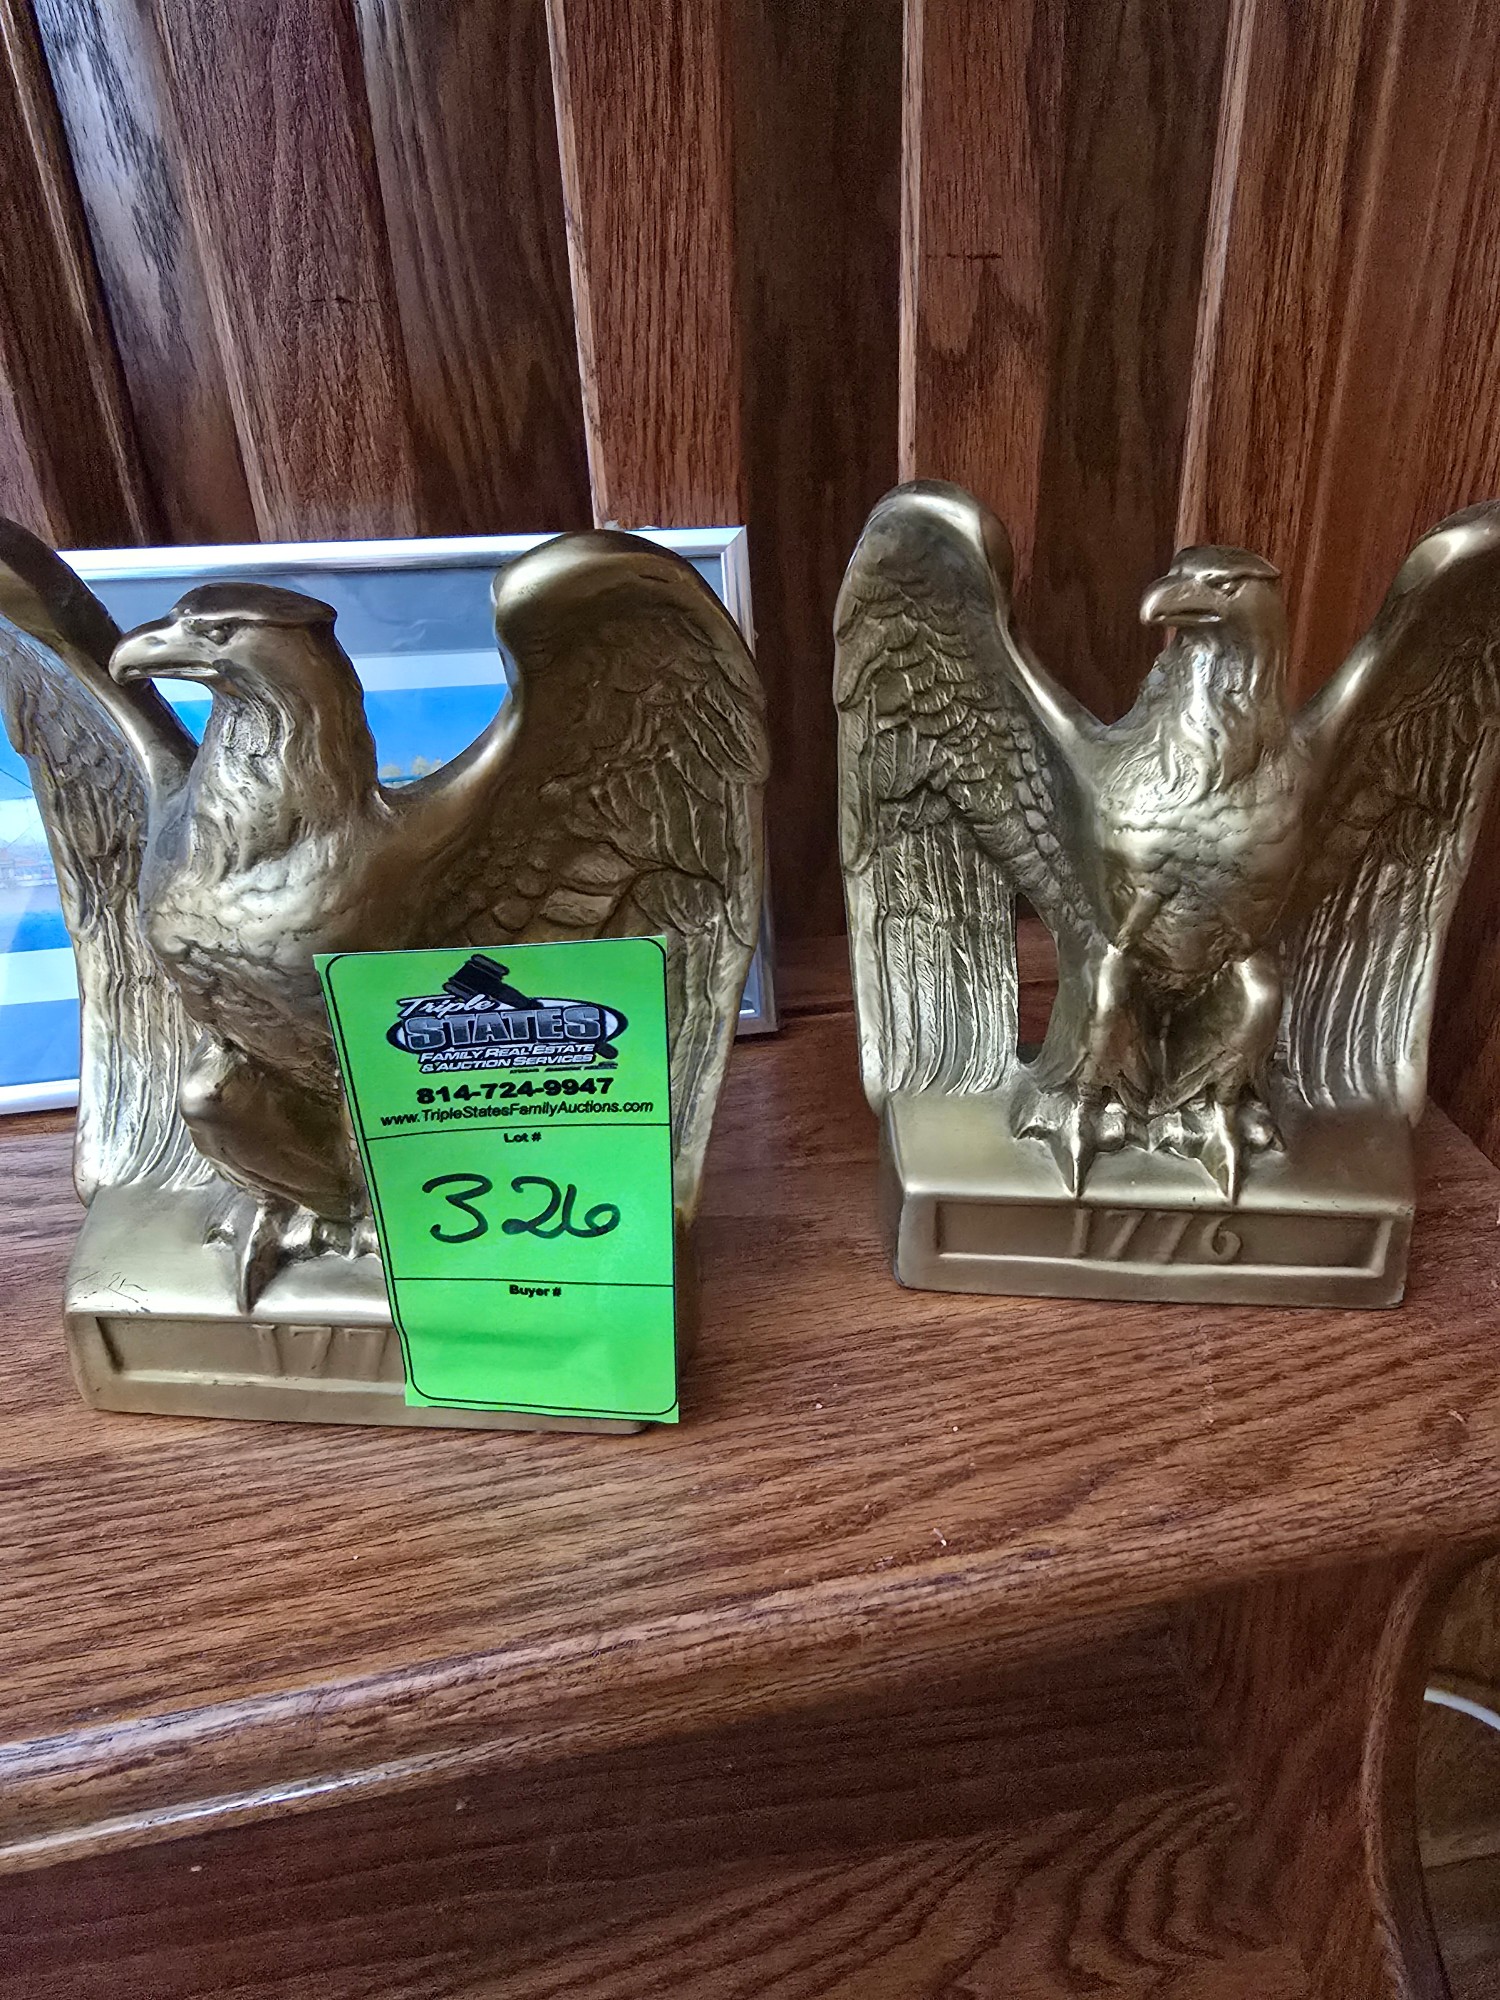 Triple
STATES
FAMILY REAL ESTATE
& AUCTION SERVICES
814-724-9947
www.TripleStatesFamilyAuctions.com
Lot #
326
Buyer #
177
1776